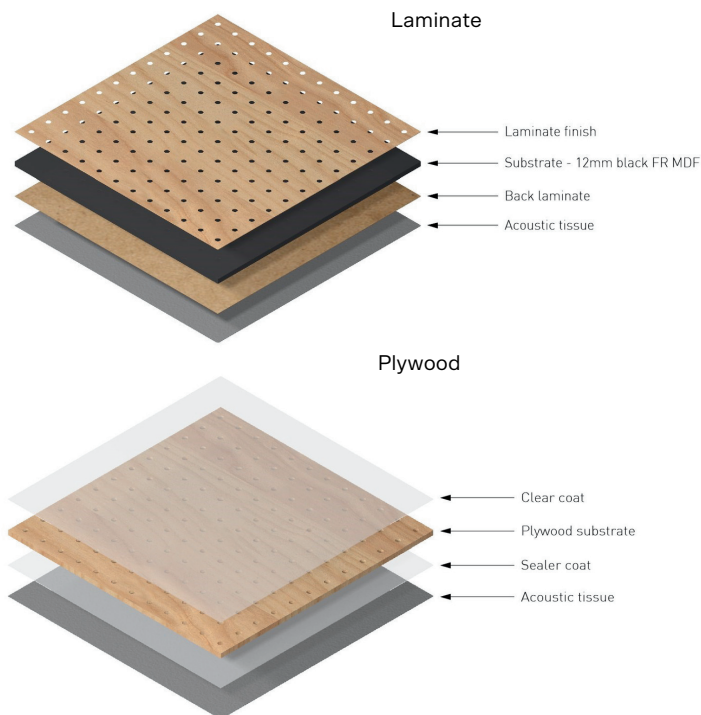 Laminate
Laminate finish
Substrate - 12mm black FR MDF
Back laminate
Acoustic tissue
Plywood
Clear coat
Plywood substrate
Sealer coat
Acoustic tissue